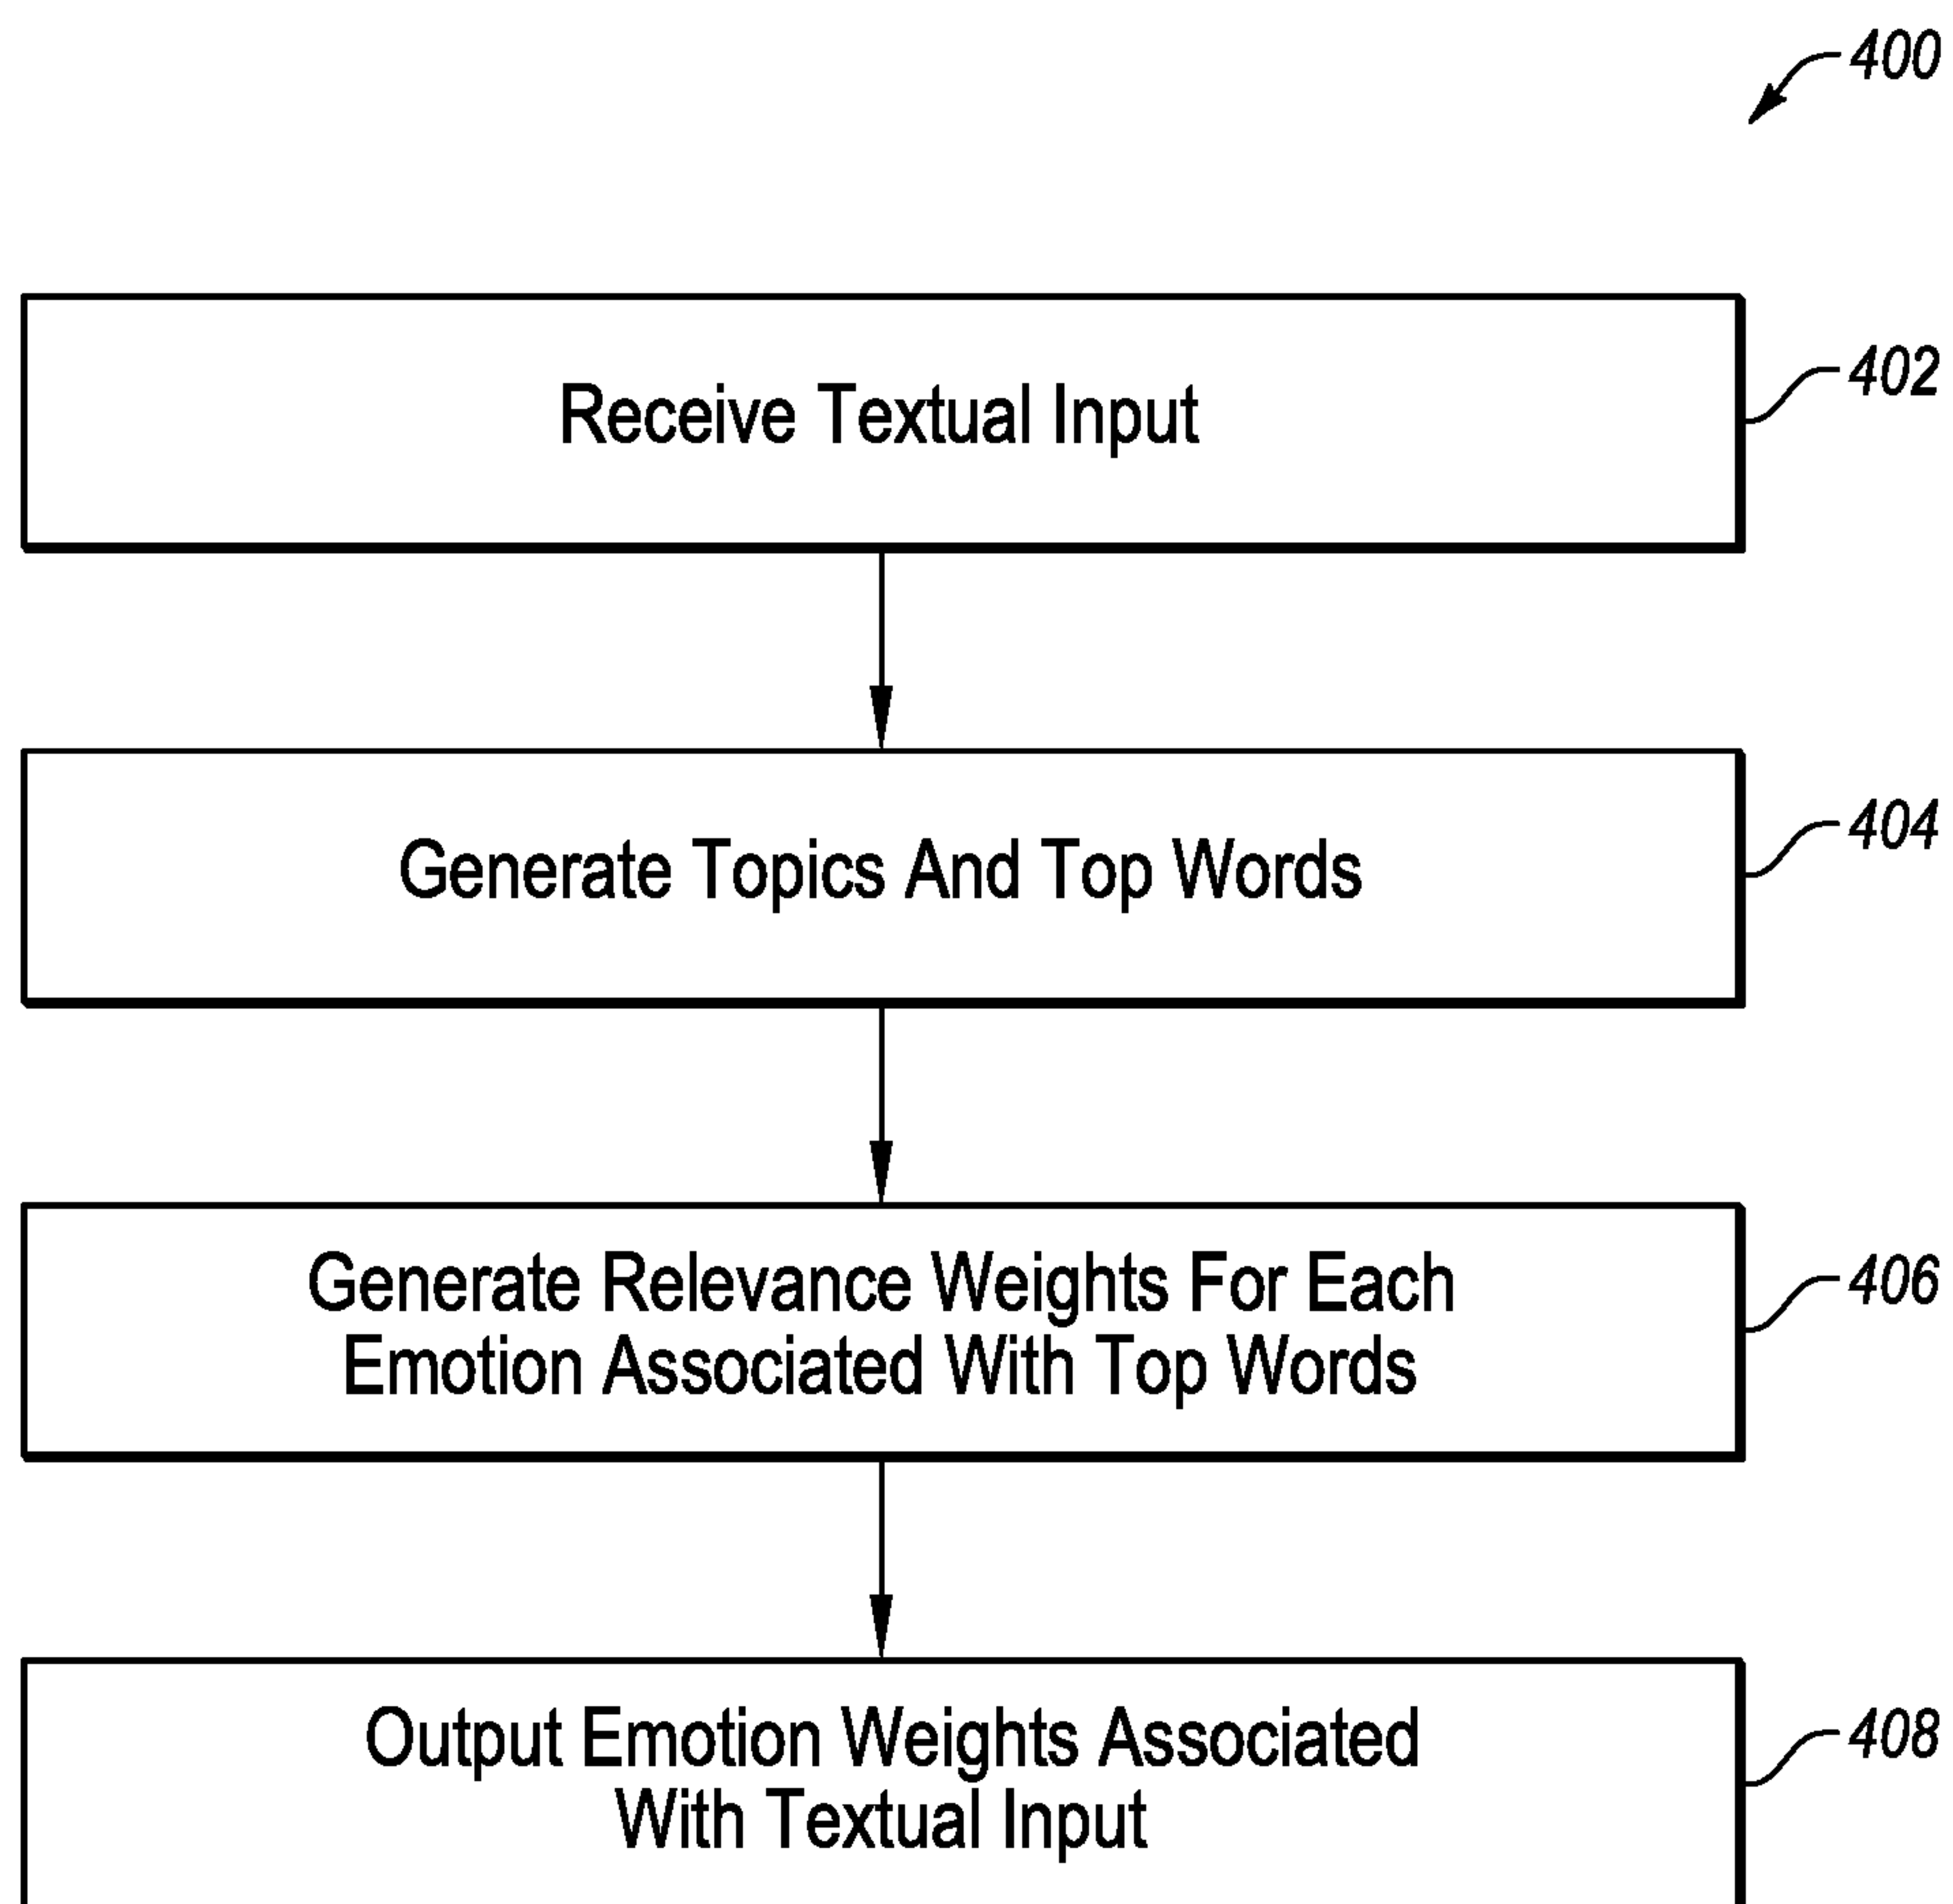 400
Receive Textual Input
402
Generate Topics And Top Words
404
Generate Relevance Weights For Each
Emotion Associated With Top Words
406
Output Emotion Weights Associated
With Textual Input
408